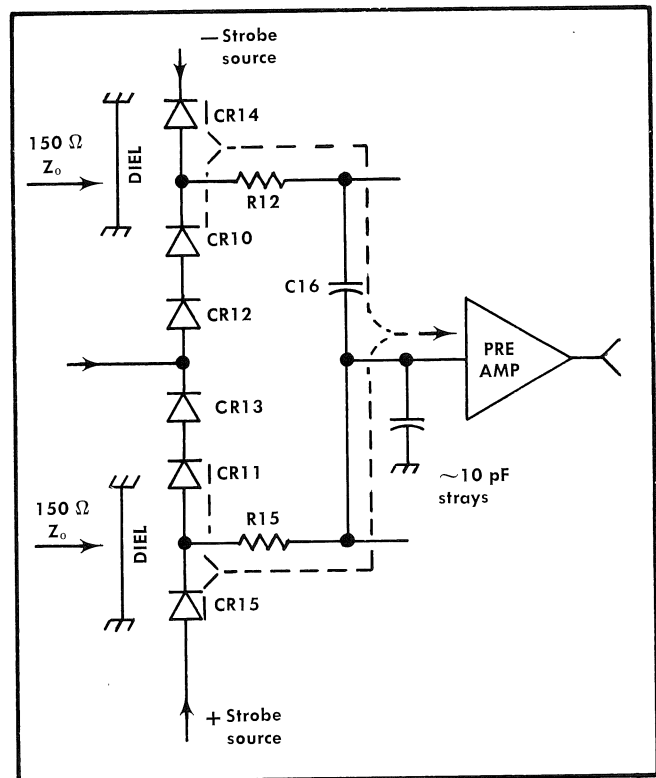 — Strobe
source
CR14
150 Ω
Z₀
DIEL
R12
CR10
C16
CR12
PRE
AMP
CR13
CR11
~10 pF
strays
150 Ω
Z₀
DIEL
R15
CR15
+ Strobe
source